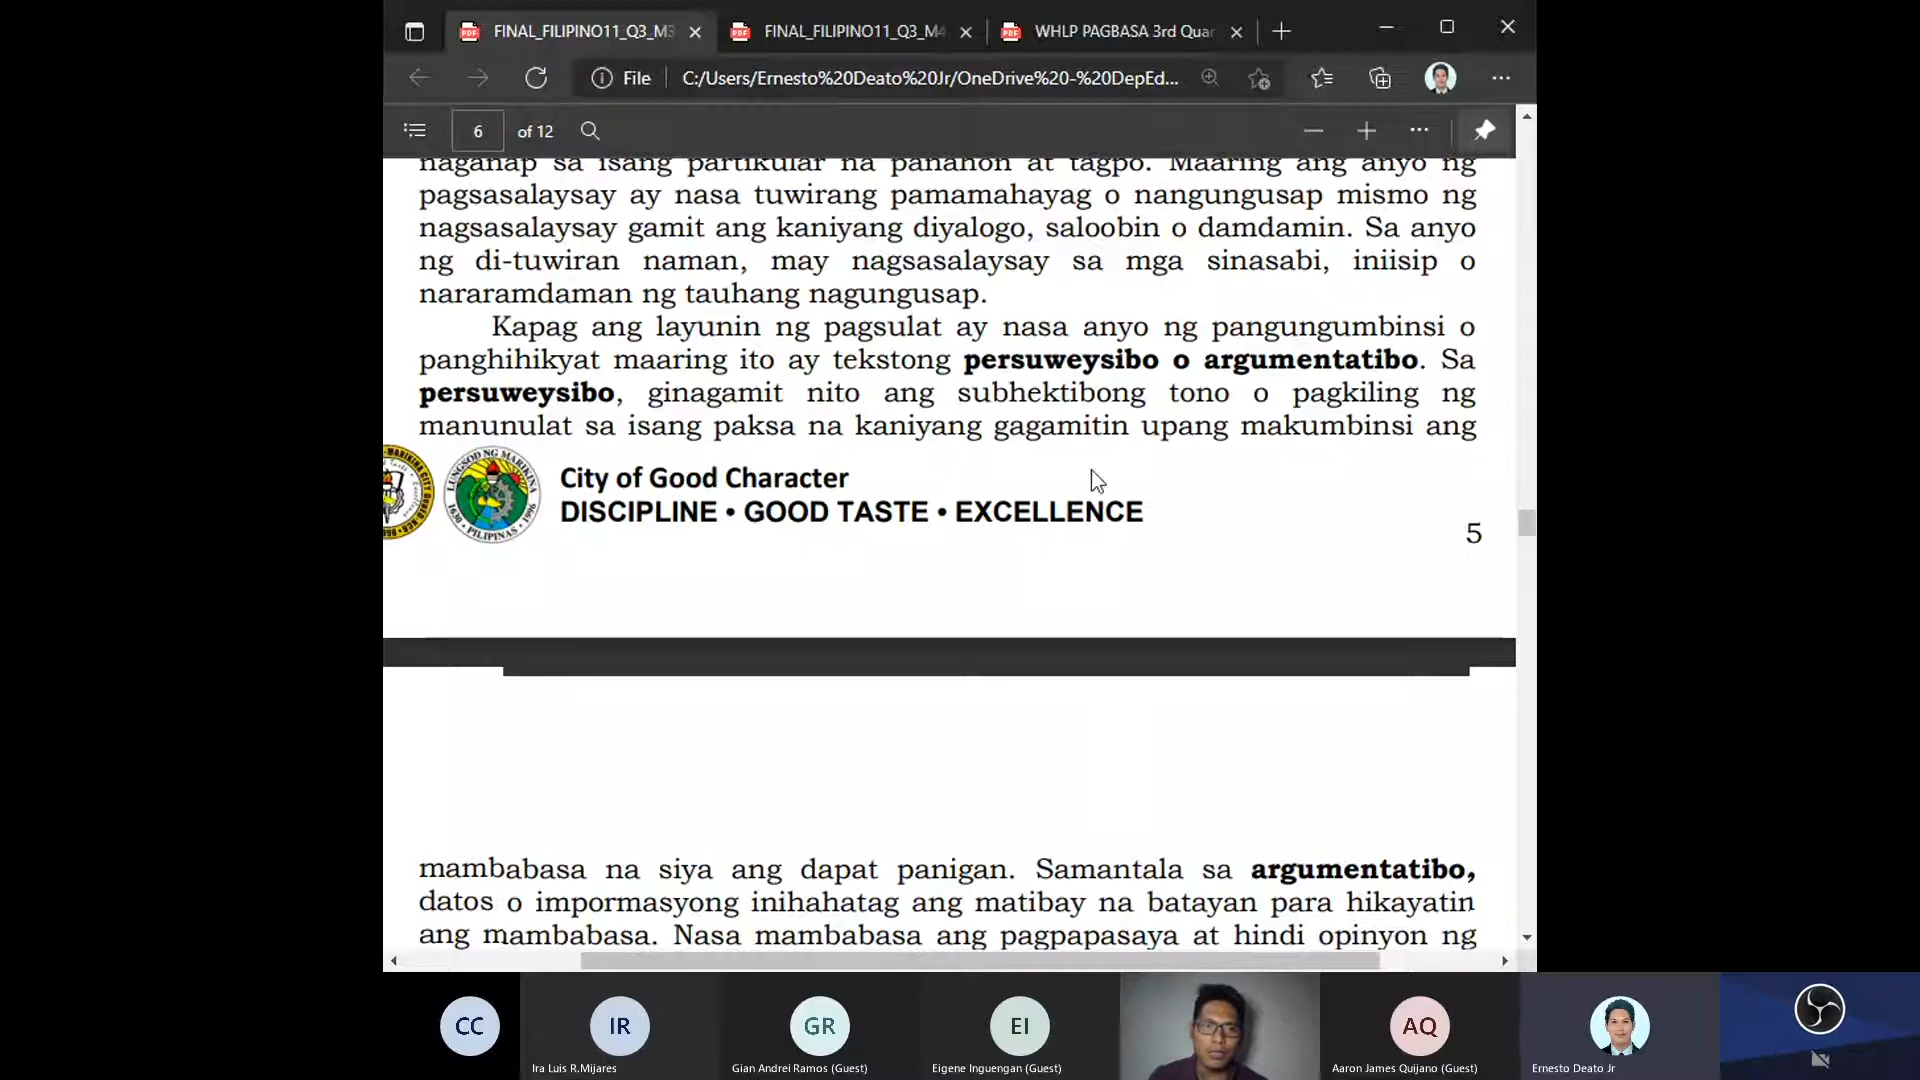 FINAL_FILIPINO11_Q3_M3
FINAL_FILIPINO11_Q3_M4
WHLP PAGBASA 3rd Quar
File
C:/Users/Ernesto%20Deato%20Jr/OneDrive%20-%20DepEd...
6 of 12
naganap sa isang partikular na panahon at tagpo. Maaring ang anyo ng
pagsasalaysay ay nasa tuwirang pamamahayag o nangungusap mismo ng
nagsasalaysay gamit ang kaniyang diyalogo, saloobin o damdamin. Sa anyo
ng di-tuwiran naman, may nagsasalaysay sa mga sinasabi, iniisip o
nararamdaman ng tauhang nagungusap.
Kapag ang layunin ng pagsulat ay nasa anyo ng pangungumbinsi o
panghihikyat maaring ito ay tekstong persuweysibo o argumentatibo. Sa
persuweysibo, ginagamit nito ang subhektibong tono o pagkiling ng
manunulat sa isang paksa na kaniyang gagamitin upang makumbinsi ang
LUNGSOD NG MARIKINA
1630 • PILIPINAS • 1996
City of Good Character
DISCIPLINE • GOOD TASTE • EXCELLENCE
5
mambabasa na siya ang dapat panigan. Samantala sa argumentatibo,
datos o impormasyong inihahatag ang matibay na batayan para hikayatin
ang mambabasa. Nasa mambabasa ang pagpapasaya at hindi opinyon ng
CC
IR
GR
EI
AQ
Ira Luis R.Mijares
Gian Andrei Ramos (Guest)
Eigene Inguengan (Guest)
Aaron James Quijano (Guest)
Ernesto Deato Jr